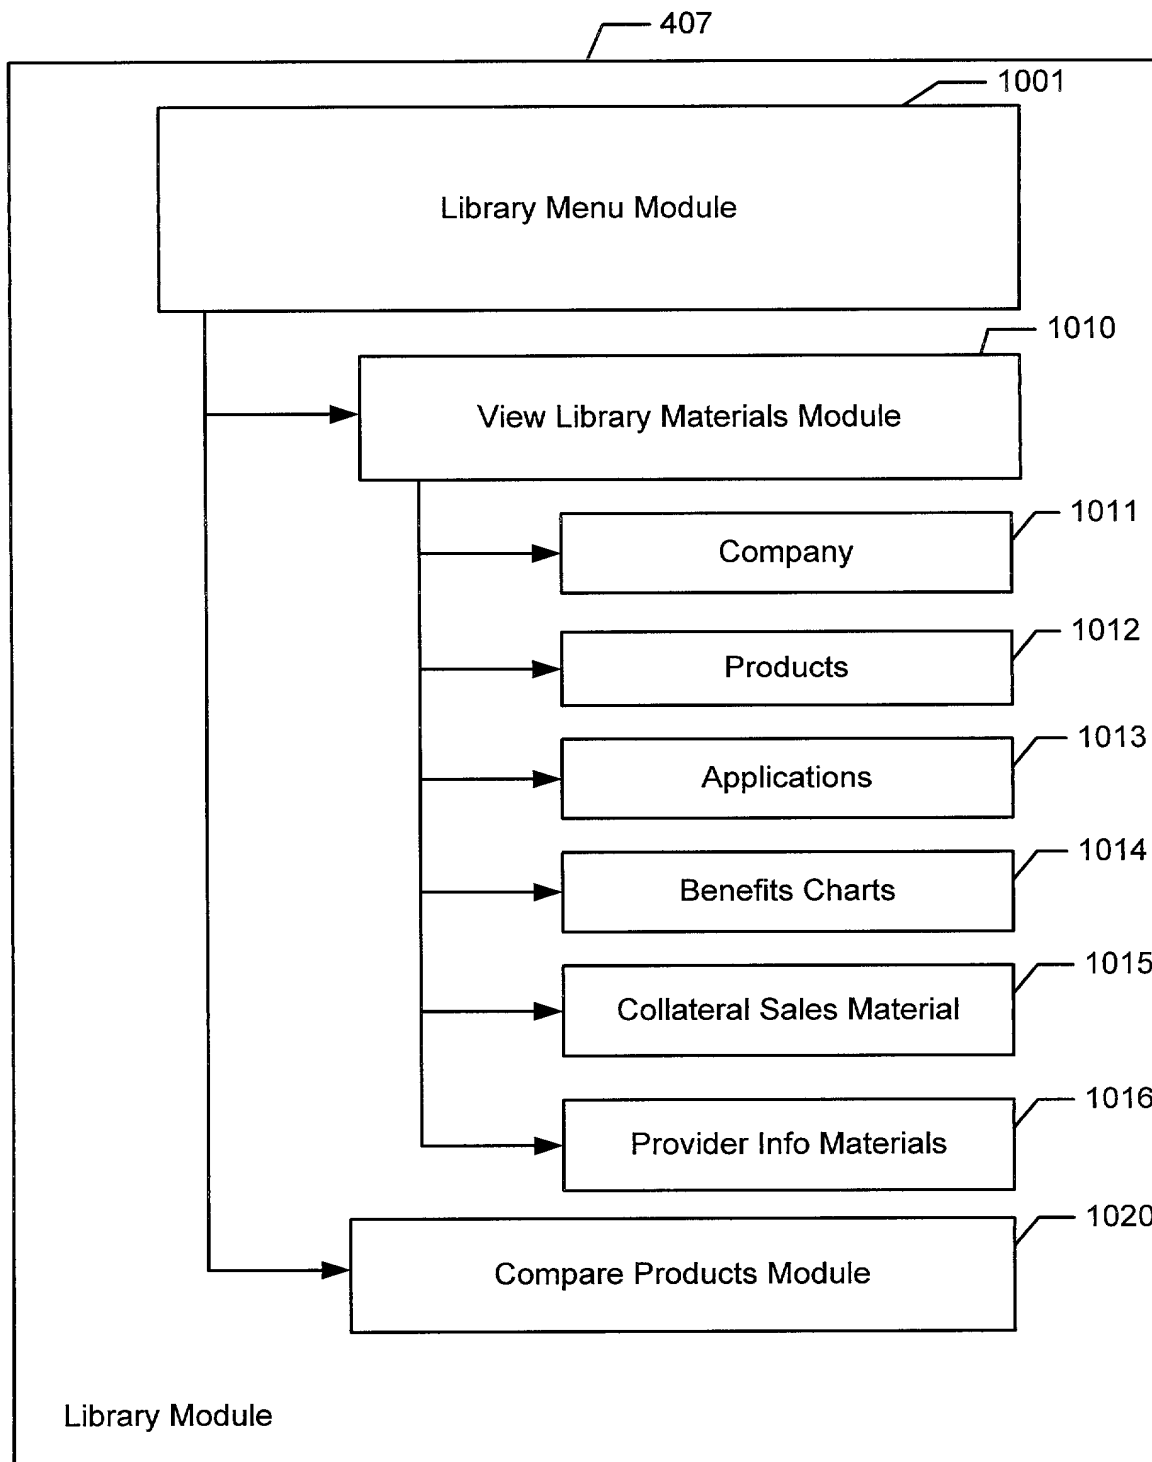 407
1001
Library Menu Module
1010
View Library Materials Module
1011
Company
1012
Products
1013
Applications
1014
Benefits Charts
1015
Collateral Sales Material
1016
Provider Info Materials
1020
Compare Products Module
Library Module